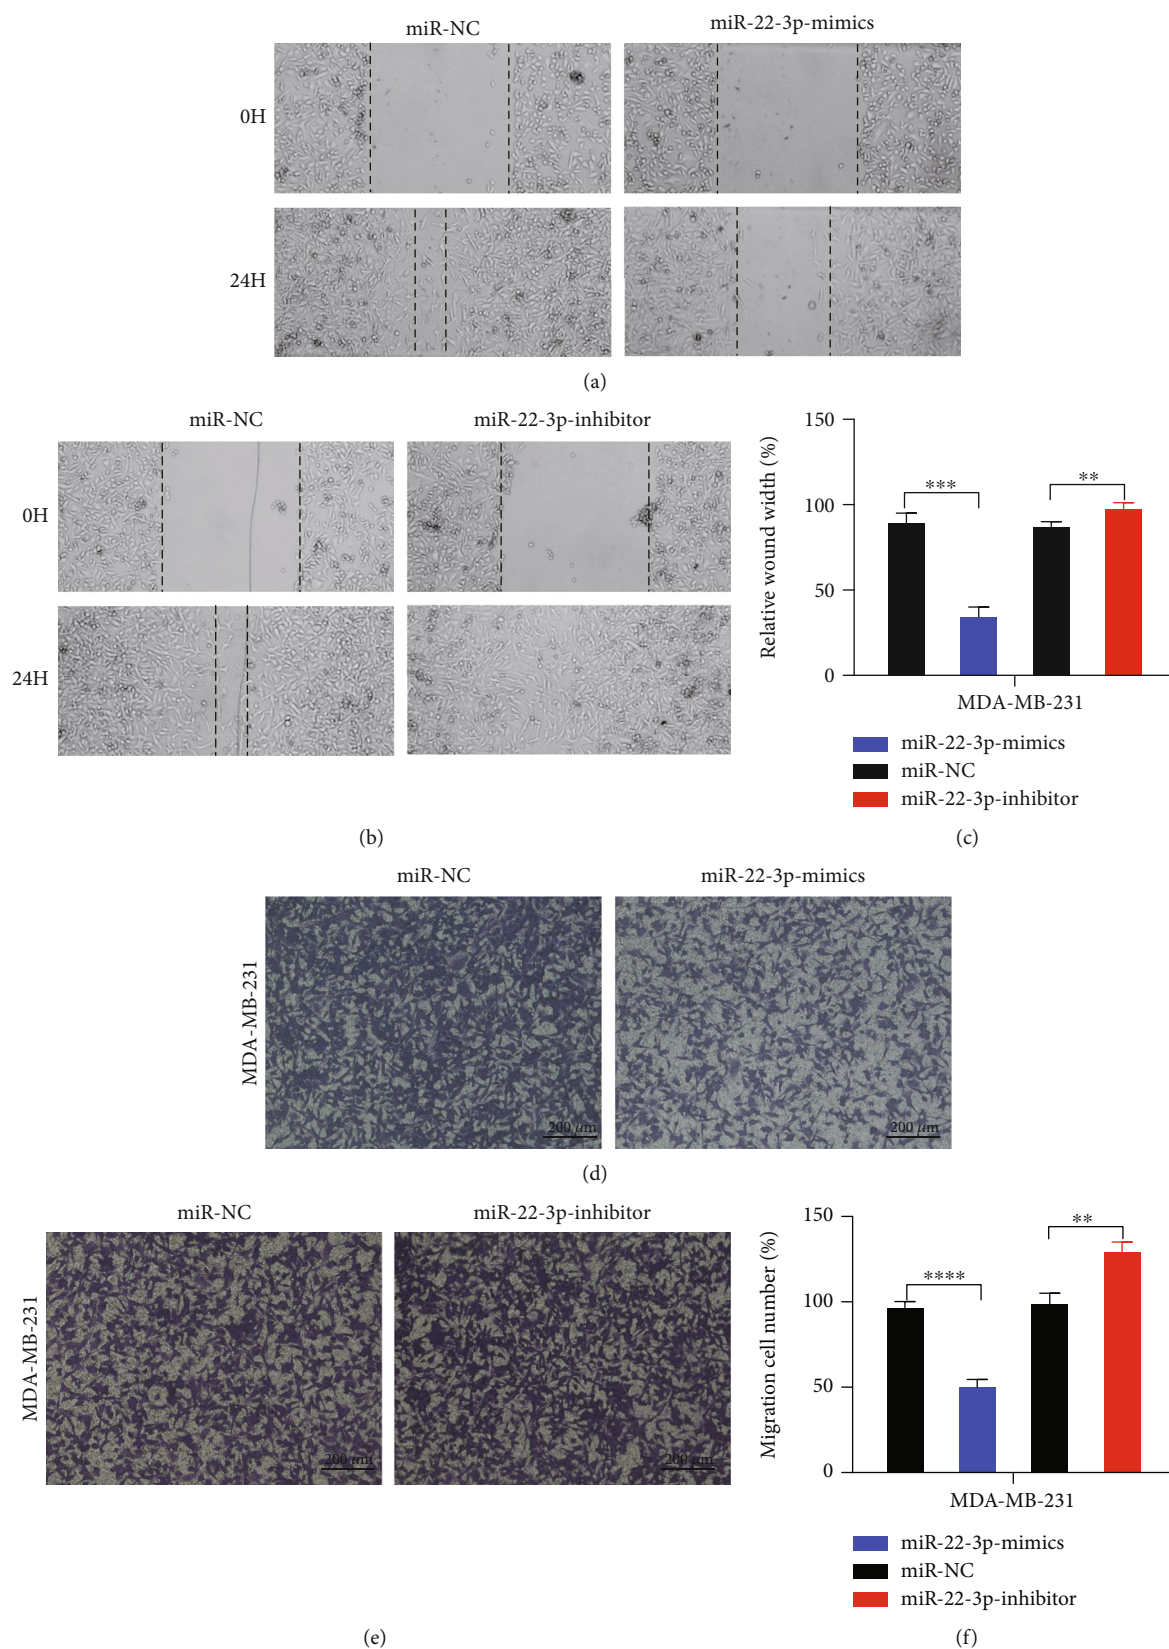 miR-NC
miR-22-3p-mimics
0H
24H
(a)
miR-NC
miR-22-3p-inhibitor
0H
24H
(b)
150
100
50
0
Relative wound width (%)
***
**
MDA-MB-231
miR-22-3p-mimics
miR-NC
miR-22-3p-inhibitor
(c)
miR-NC
miR-22-3p-mimics
MDA-MB-231
200 µm
200 µm
(d)
miR-NC
miR-22-3p-inhibitor
MDA-MB-231
200 µm
200 µm
(e)
150
100
50
0
Migration cell number (%)
****
**
MDA-MB-231
miR-22-3p-mimics
miR-NC
miR-22-3p-inhibitor
(f)